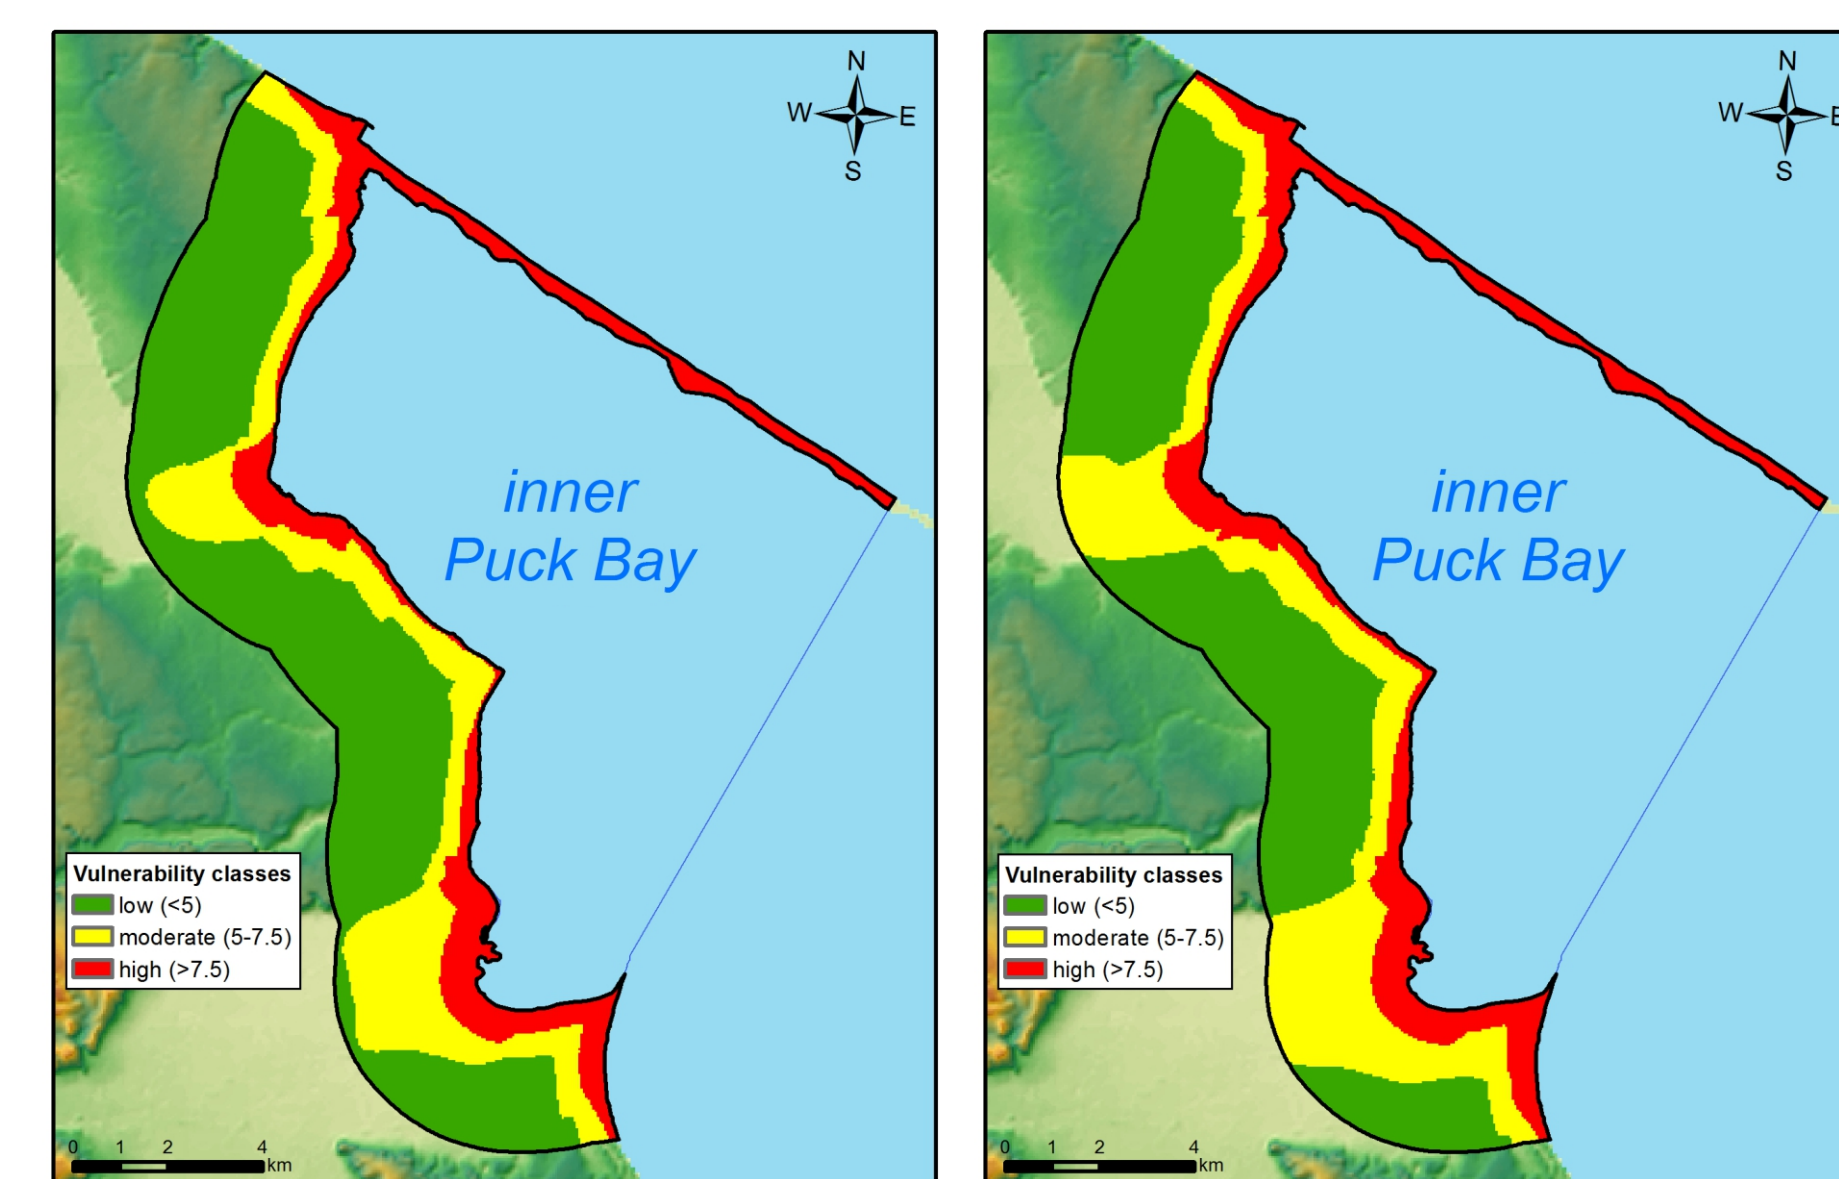 N
W E
S
inner
Puck Bay
Vulnerability classes
low (<5)
moderate (5-7.5)
high (>7.5)
0 1 2 4
km
N
W E
S
inner
Puck Bay
Vulnerability classes
low (<5)
moderate (5-7.5)
high (>7.5)
0 1 2 4
km